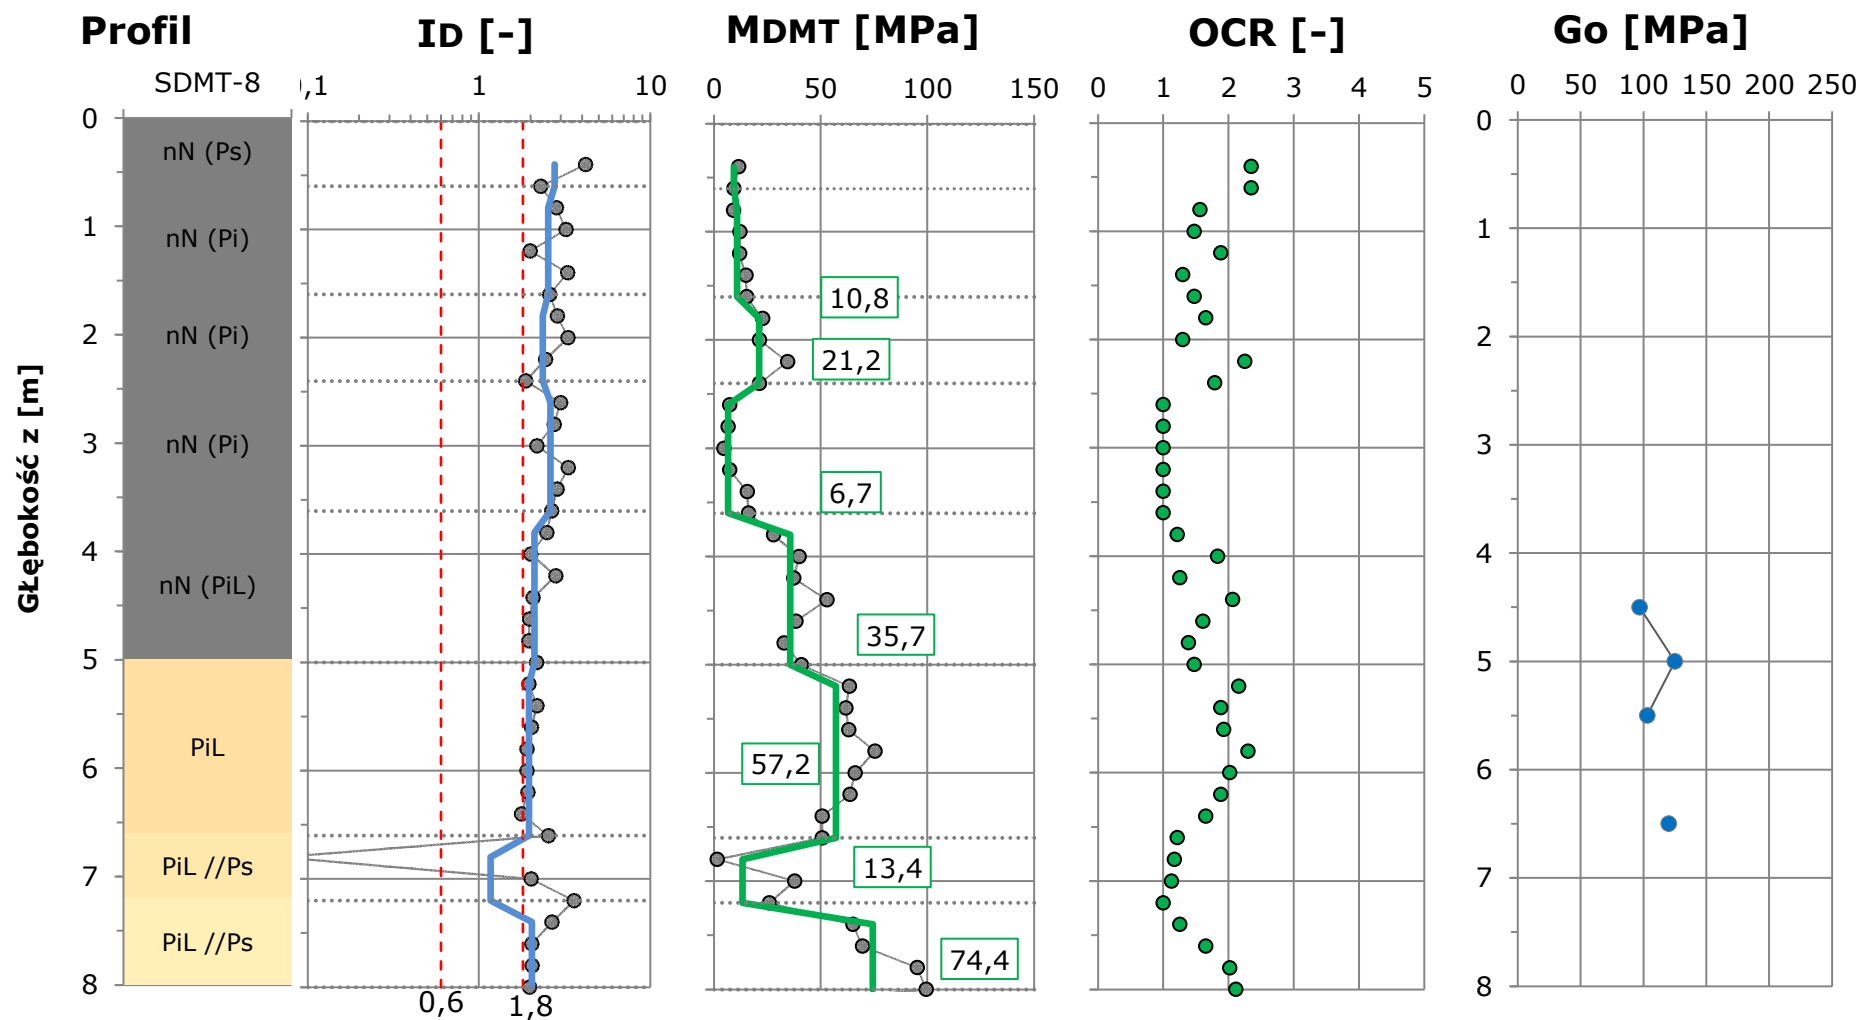 Profil
ID [-]
MDMT [MPa]
OCR [-]
Go [MPa]
SDMT-8
,1 1 10
0 50 100 150
0 1 2 3 4 5
0 50 100 150 200 250
Głębokość z [m]
0
1
2
3
4
5
6
7
8
nN (Ps)
nN (Pi)
nN (Pi)
nN (Pi)
nN (PiL)
PiL
PiL //Ps
PiL //Ps
0,6
1,8
10,8
21,2
6,7
35,7
57,2
13,4
74,4
0
1
2
3
4
5
6
7
8